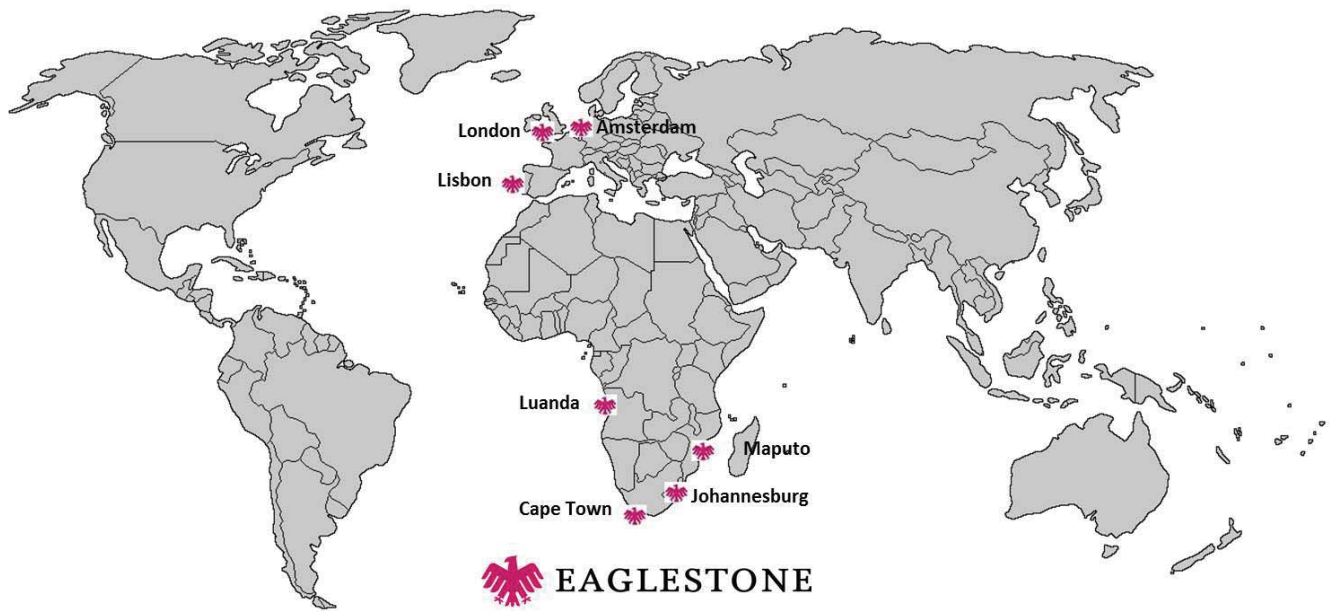 London
Amsterdam
Lisbon
Luanda
Maputo
Johannesburg
Cape Town
EAGLESTONE